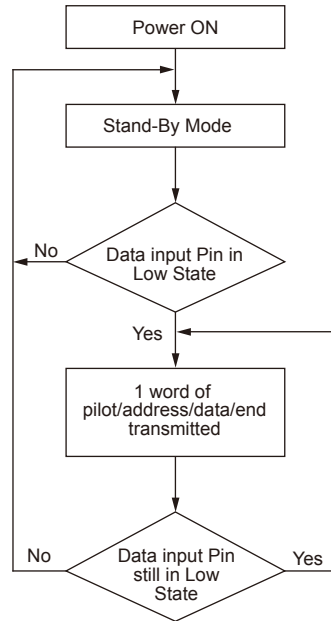 Power ON
Stand-By Mode
No
Data input Pin in
Low State
Yes
1 word of
pilot/address/data/end
transmitted
No
Data input Pin
still in Low
State
Yes